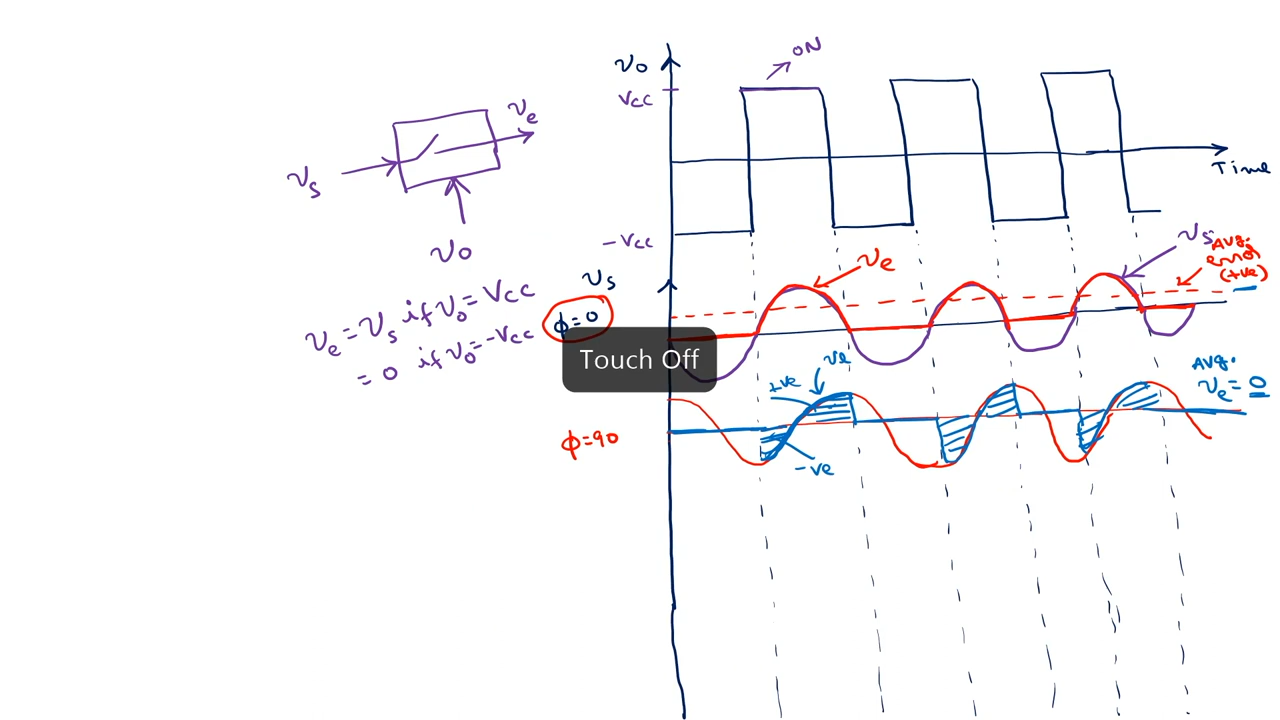 vs
ve
vo
ve = vs if vo = Vcc
= 0 if vo = -Vcc
vo
Vcc
ON
Time
-Vcc
vs
ϕ=0
ve
vs
Avg.
error
(+ve)
Touch Off
ϕ=90
+ve
ve
-ve
Avg.
ve = 0